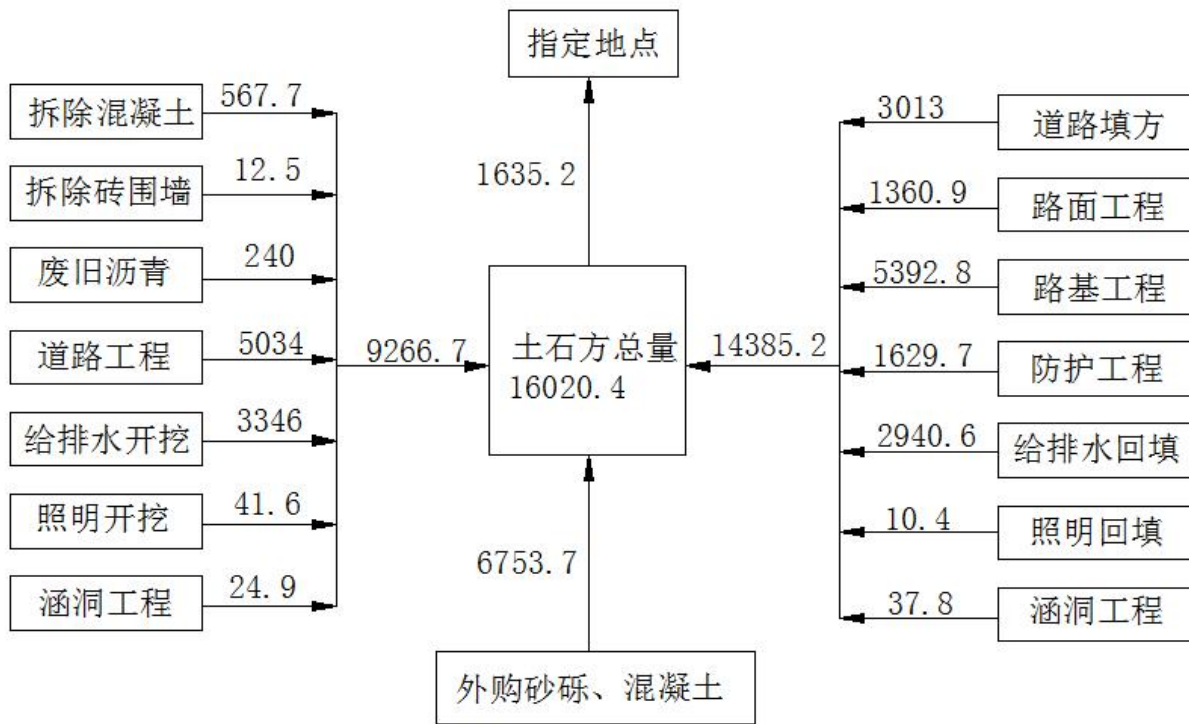 指定地点
1635.2
拆除混凝土
567.7
拆除砖围墙
12.5
废旧沥青
240
道路工程
5034
给排水开挖
3346
照明开挖
41.6
涵洞工程
24.9
9266.7
土石方总量
16020.4
14385.2
3013
道路填方
1360.9
路面工程
5392.8
路基工程
1629.7
防护工程
2940.6
给排水回填
10.4
照明回填
37.8
涵洞工程
6753.7
外购砂砾、混凝土